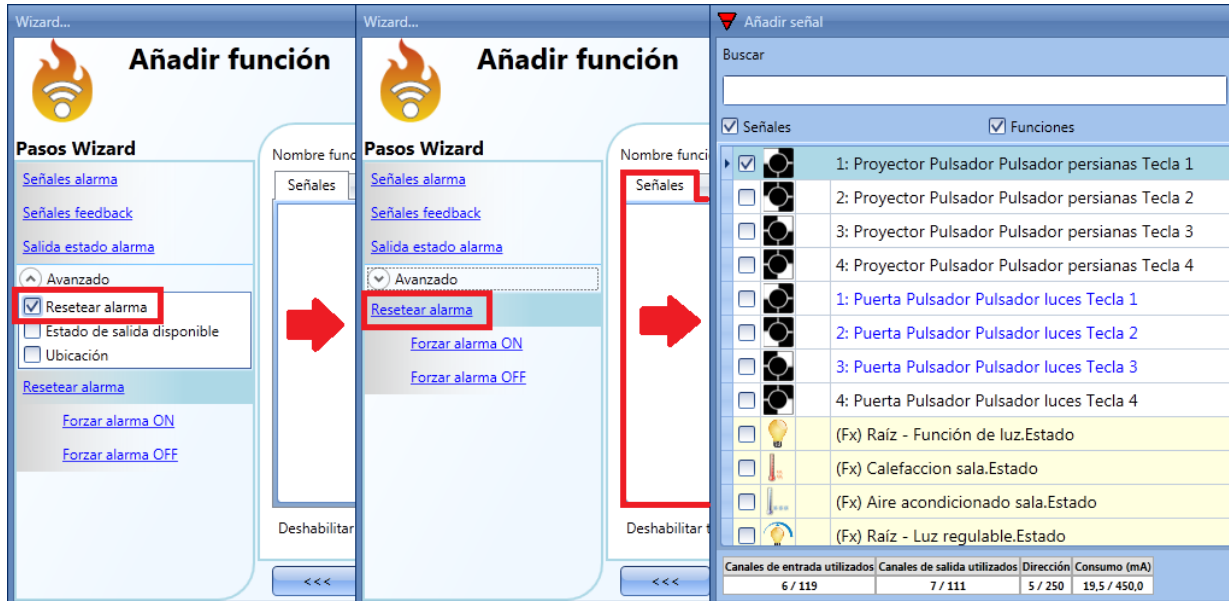 Wizard...
Añadir función
Pasos Wizard
Señales alarma
Señales feedback
Salida estado alarma
Avanzado
Resetear alarma
Estado de salida disponible
Ubicación
Resetear alarma
Forzar alarma ON
Forzar alarma OFF
Nombre func
Señales
Deshabilitar
<<<
Wizard...
Añadir función
Pasos Wizard
Señales alarma
Señales feedback
Salida estado alarma
Avanzado
Resetear alarma
Forzar alarma ON
Forzar alarma OFF
Nombre funci
Señales
Deshabilitar t
<<<
Añadir señal
Buscar
Señales Funciones
1: Proyector Pulsador Pulsador persianas Tecla 1
2: Proyector Pulsador Pulsador persianas Tecla 2
3: Proyector Pulsador Pulsador persianas Tecla 3
4: Proyector Pulsador Pulsador persianas Tecla 4
1: Puerta Pulsador Pulsador luces Tecla 1
2: Puerta Pulsador Pulsador luces Tecla 2
3: Puerta Pulsador Pulsador luces Tecla 3
4: Puerta Pulsador Pulsador luces Tecla 4
(Fx) Raíz - Función de luz.Estado
(Fx) Calefaccion sala.Estado
(Fx) Aire acondicionado sala.Estado
(Fx) Raíz - Luz regulable.Estado
Canales de entrada utilizados Canales de salida utilizados Dirección Consumo (mA)
6 / 119 7 / 111 5 / 250 19,5 / 450,0